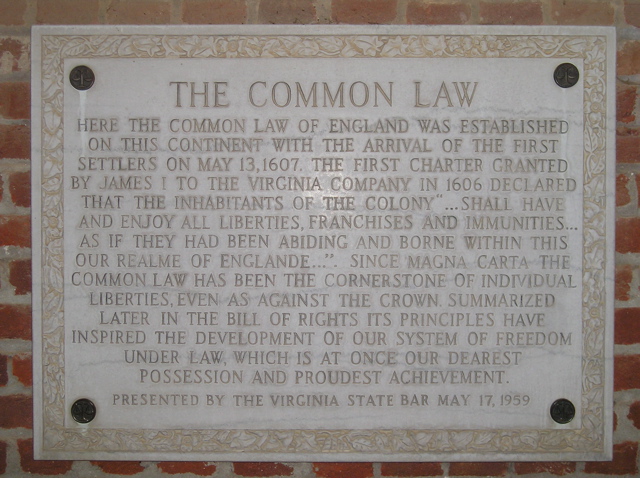 THE COMMON LAW
HERE THE COMMON LAW OF ENGLAND WAS ESTABLISHED
ON THIS CONTINENT WITH THE ARRIVAL OF THE FIRST
SETTLERS ON MAY 13, 1607. THE FIRST CHARTER GRANTED
BY JAMES I TO THE VIRGINIA COMPANY IN 1606 DECLARED
THAT THE INHABITANTS OF THE COLONY "...SHALL HAVE
AND ENJOY ALL LIBERTIES, FRANCHISES AND IMMUNITIES...
AS IF THEY HAD BEEN ABIDING AND BORNE WITHIN THIS
OUR REALME OF ENGLANDE...". SINCE MAGNA CARTA THE
COMMON LAW HAS BEEN THE CORNERSTONE OF INDIVIDUAL
LIBERTIES, EVEN AS AGAINST THE CROWN. SUMMARIZED
LATER IN THE BILL OF RIGHTS ITS PRINCIPLES HAVE
INSPIRED THE DEVELOPMENT OF OUR SYSTEM OF FREEDOM
UNDER LAW, WHICH IS AT ONCE OUR DEAREST
POSSESSION AND PROUDEST ACHIEVEMENT.
PRESENTED BY THE VIRGINIA STATE BAR MAY 17, 1959